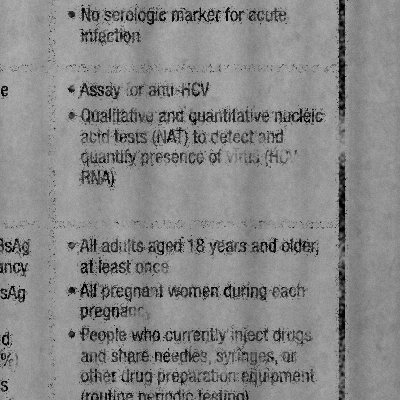 • No serologic marker for acute
infection
e • Assay for anti-HCV
• Qualitative and quantitative nucleic
acid tests (NAT) to detect and
quantify presence of virus (HCV
RNA)
BsAg • All adults aged 18 years and older,
ancy at least once
sAg • All pregnant women during each
pregnancy
d • People who currently inject drugs
%) and share needles, syringes, or
s other drug preparation equipment
(routine periodic testing)